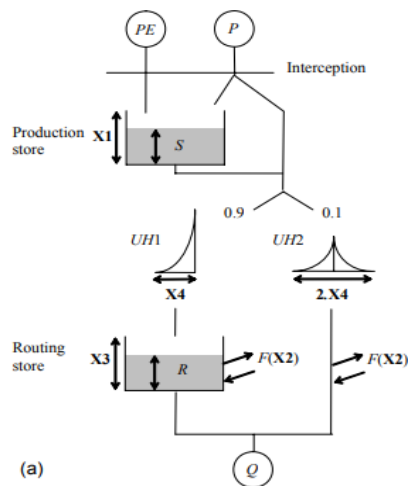 PE P
Interception
Production
store
X1
S
0.9 0.1
UH1 UH2
X4 2.X4
Routing
store
X3
R
F(X2) F(X2)
(a)
Q